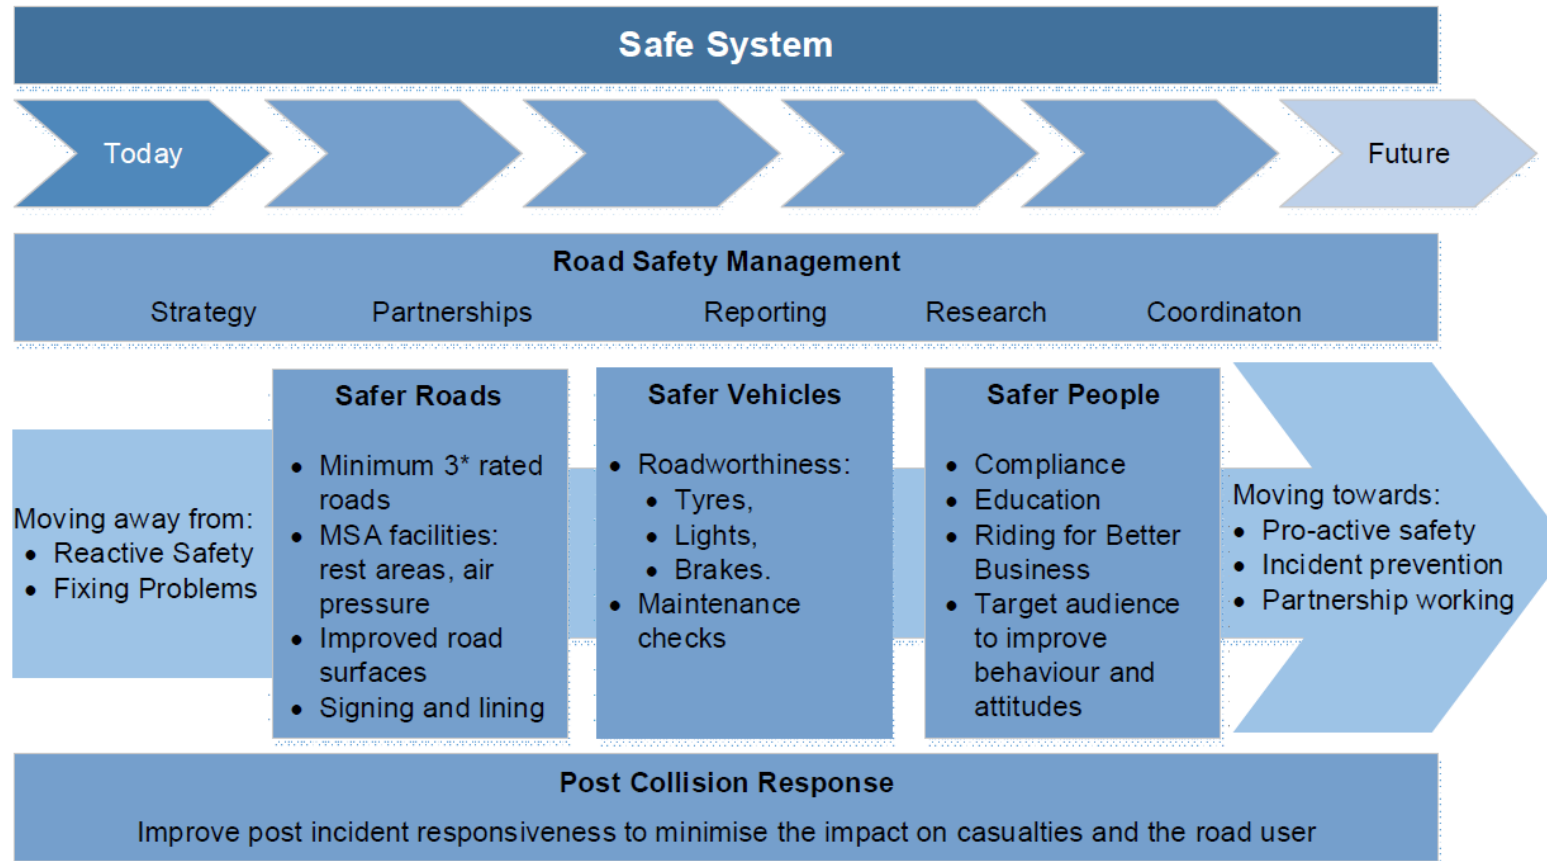 Safe System
Today
Future
Road Safety Management
Strategy Partnerships Reporting Research Coordinaton
Moving away from:
• Reactive Safety
• Fixing Problems
Safer Roads
• Minimum 3* rated
roads
• MSA facilities:
rest areas, air
pressure
• Improved road
surfaces
• Signing and lining
Safer Vehicles
• Roadworthiness:
• Tyres,
• Lights,
• Brakes.
• Maintenance
checks
Safer People
• Compliance
• Education
• Riding for Better
Business
• Target audience
to improve
behaviour and
attitudes
Moving towards:
• Pro-active safety
• Incident prevention
• Partnership working
Post Collision Response
Improve post incident responsiveness to minimise the impact on casualties and the road user